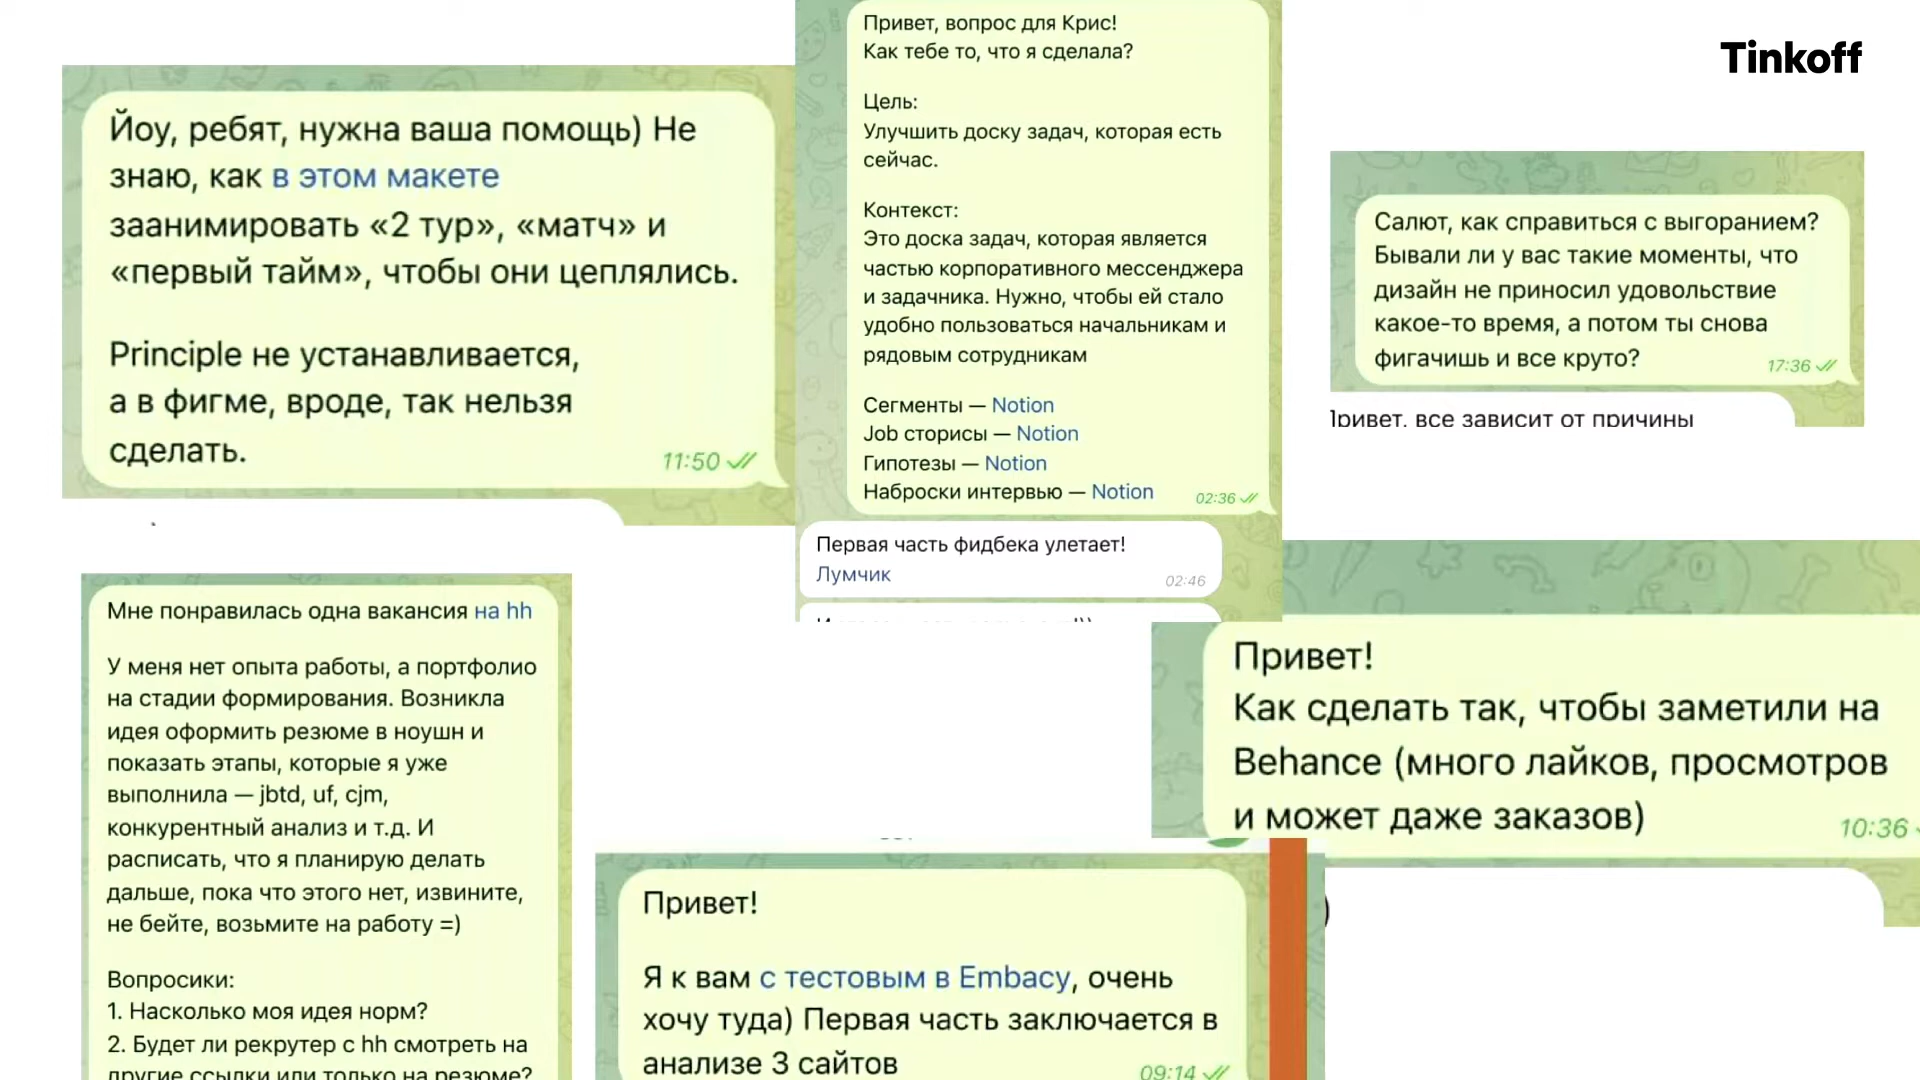 Tinkoff
Йоу, ребят, нужна ваша помощь) Не
знаю, как в этом макете
заанимировать «2 тур», «матч» и
«первый тайм», чтобы они цеплялись.
Principle не устанавливается,
а в фигме, вроде, так нельзя
сделать.
11:50
Привет, вопрос для Крис!
Как тебе то, что я сделала?
Цель:
Улучшить доску задач, которая есть
сейчас.
Контекст:
Это доска задач, которая является
частью корпоративного мессенджера
и задачника. Нужно, чтобы ей стало
удобно пользоваться начальникам и
рядовым сотрудникам
Сегменты — Notion
Job сторисы — Notion
Гипотезы — Notion
Наброски интервью — Notion
02:36
Первая часть фидбека улетает!
Лумчик
02:46
Салют, как справиться с выгоранием?
Бывали ли у вас такие моменты, что
дизайн не приносил удовольствие
какое-то время, а потом ты снова
фигачишь и все круто?
17:36
Привет, все зависит от причины
Мне понравилась одна вакансия на hh
У меня нет опыта работы, а портфолио
на стадии формирования. Возникла
идея оформить резюме в ноушн и
показать этапы, которые я уже
выполнила — jbtd, uf, cjm,
конкурентный анализ и т.д. И
расписать, что я планирую делать
дальше, пока что этого нет, извините,
не бейте, возьмите на работу =)
Вопросики:
1. Насколько моя идея норм?
2. Будет ли рекрутер с hh смотреть на
другие ссылки или только на резюме?
Привет!
Я к вам с тестовым в Embacy, очень
хочу туда) Первая часть заключается в
анализе 3 сайтов
09:14
Привет!
Как сделать так, чтобы заметили на
Behance (много лайков, просмотров
и может даже заказов)
10:36